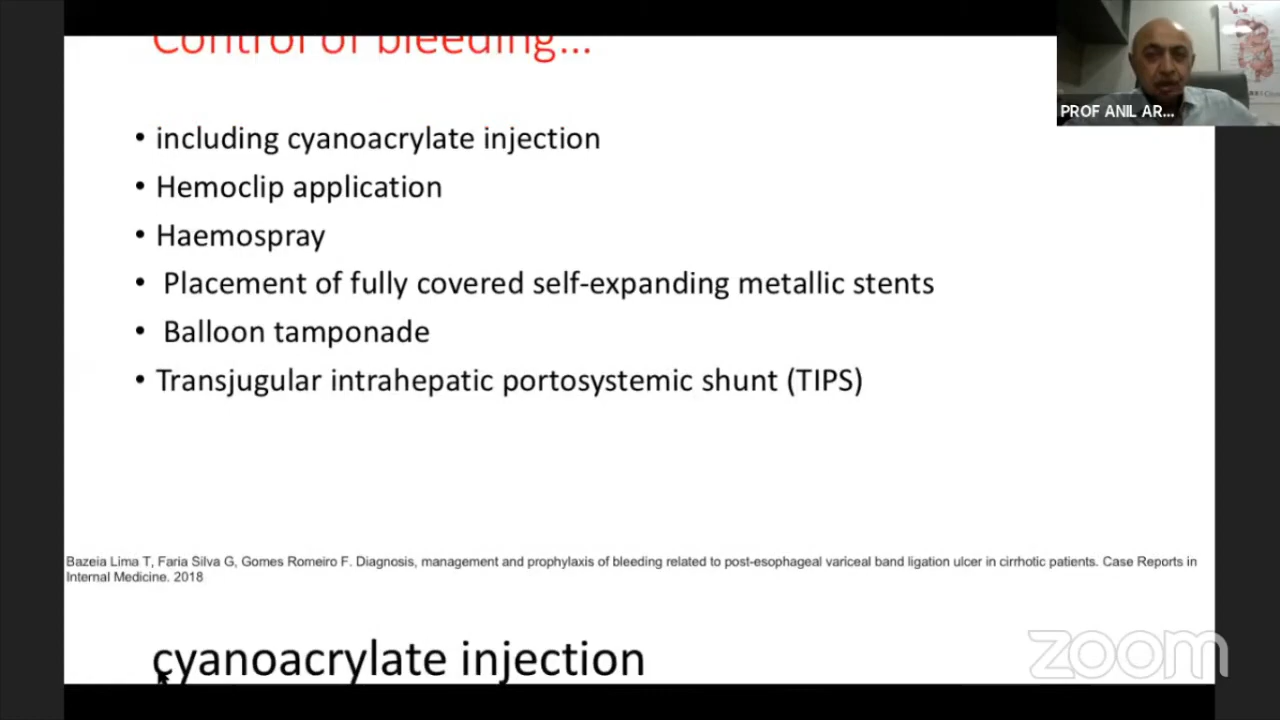 Control of bleeding...
PROF ANIL AR...
• including cyanoacrylate injection
• Hemoclip application
• Haemospray
• Placement of fully covered self-expanding metallic stents
• Balloon tamponade
• Transjugular intrahepatic portosystemic shunt (TIPS)
Bazeia Lima T, Faria Silva G, Gomes Romeiro F. Diagnosis, management and prophylaxis of bleeding related to post-esophageal variceal band ligation ulcer in cirrhotic patients. Case Reports in
Internal Medicine. 2018
cyanoacrylate injection
zoom